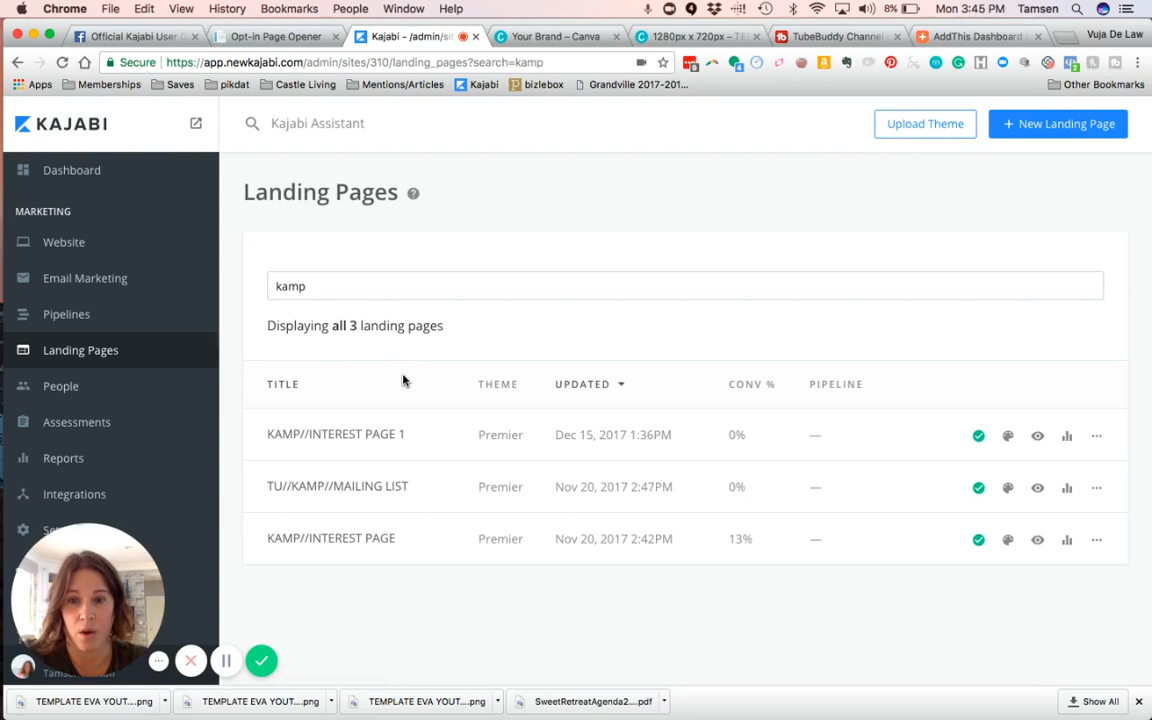 Chrome File Edit View History Bookmarks People Window Help 8% Mon 3:45 PM Tamsen
Official Kajabi User G Opt-in Page Opener Kajabi - /admin/sit Your Brand – Canva 1280px x 720px – TE TubeBuddy Channel AddThis Dashboard Vuja De Law
Secure https://app.newkajabi.com/admin/sites/310/landing_pages?search=kamp
Apps Memberships Saves pikdat Castle Living Mentions/Articles Kajabi bizlebox Grandville 2017-201... Other Bookmarks
KAJABI
Kajabi Assistant
Upload Theme
+ New Landing Page
Dashboard
MARKETING
Website
Email Marketing
Pipelines
Landing Pages
People
Assessments
Reports
Integrations
Landing Pages ?
kamp
Displaying all 3 landing pages
TITLE THEME UPDATED CONV % PIPELINE
KAMP//INTEREST PAGE 1 Premier Dec 15, 2017 1:36PM 0% —
TU//KAMP//MAILING LIST Premier Nov 20, 2017 2:47PM 0% —
KAMP//INTEREST PAGE Premier Nov 20, 2017 2:42PM 13% —
TEMPLATE EVA YOUT....png TEMPLATE EVA YOUT....png TEMPLATE EVA YOUT....png SweetRetreatAgenda2....pdf Show All